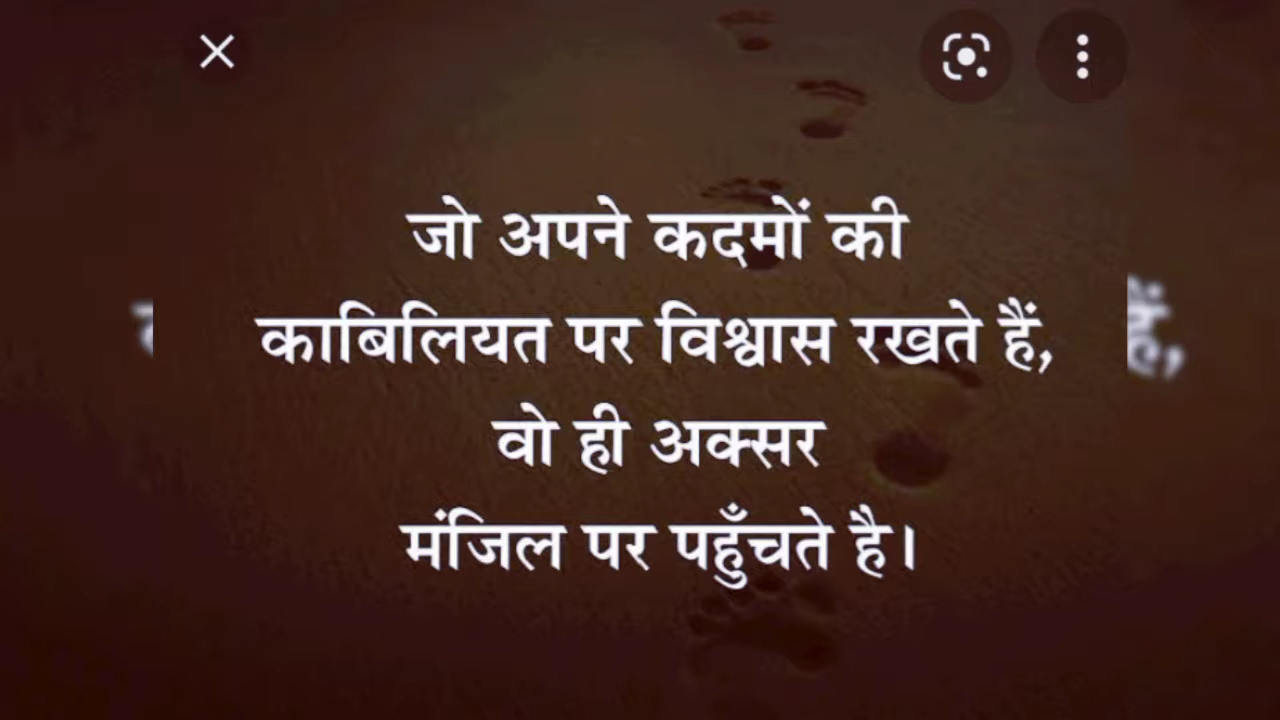 जो अपने कदमों की
काबिलियत पर विश्वास रखते हैं,
वो ही अक्सर
मंजिल पर पहुँचते है।